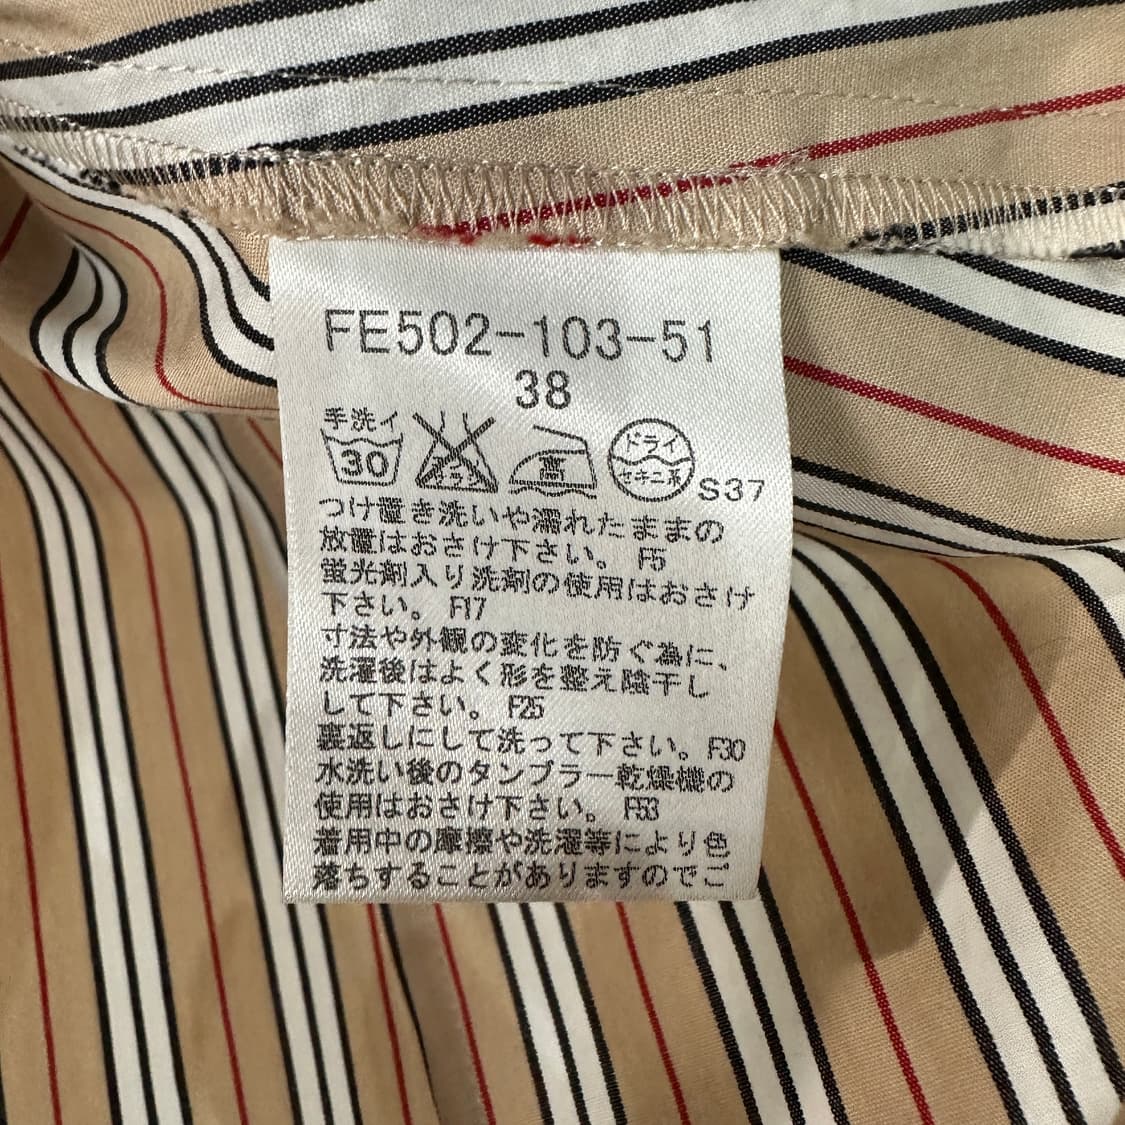 FE502-103-51
38
手洗イ
30
エンソ
サラシ
高
ドライ
セキユ系
S37
つけ置き洗いや濡れたままの
放置はおさけ下さい。 F5
蛍光剤入り洗剤の使用はおさけ
下さい。 F17
寸法や外観の変化を防ぐ為に、
洗濯後はよく形を整え陰干し
して下さい。 F25
裏返しにして洗って下さい。F30
水洗い後のタンブラー乾燥機の
使用はおさけ下さい。 F53
着用中の摩擦や洗濯等により色
落ちすることがありますのでご